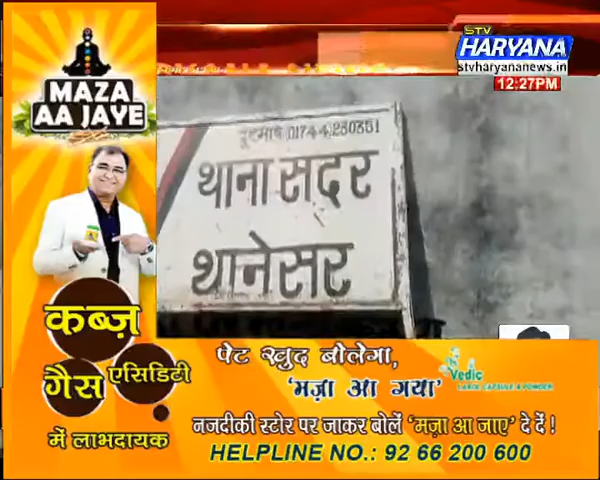 STV
HARYANA
stvharyananews.in
12:27PM
MAZA
AA JAYE
दूरभाष (01744)230351
थाना सदर
थानेसर
कब्ज़
गैस
एसिडिटी
में लाभदायक
पेट खुद बोलेगा,
'मज़ा आ गया'
Vedic
नजदीकी स्टोर पर जाकर बोलें 'मज़ा आ जाए' दे दें !
HELPLINE NO.: 92 66 200 600